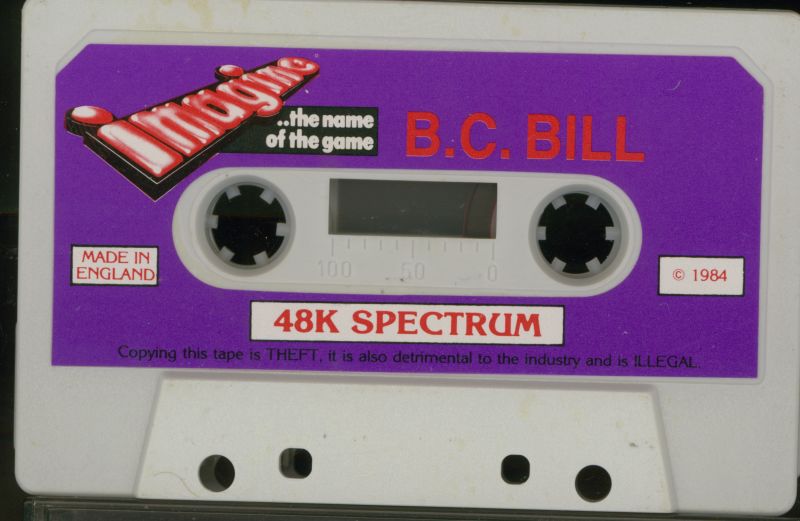 Imagine
..the name
of the game
B.C. BILL
100 50 0
MADE IN
ENGLAND
© 1984
48K SPECTRUM
Copying this tape is THEFT, it is also detrimental to the industry and is ILLEGAL.